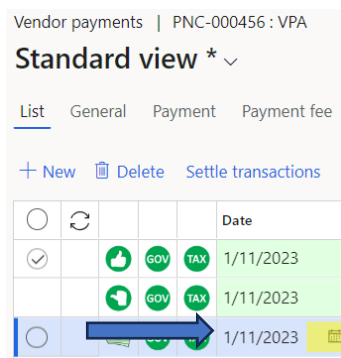 Vendor payments | PNC-000456 : VPA
Standard view *
List General Payment Payment fee
+ New Delete Settle transactions
Date
GOV TAX 1/11/2023
GOV TAX 1/11/2023
1/11/2023